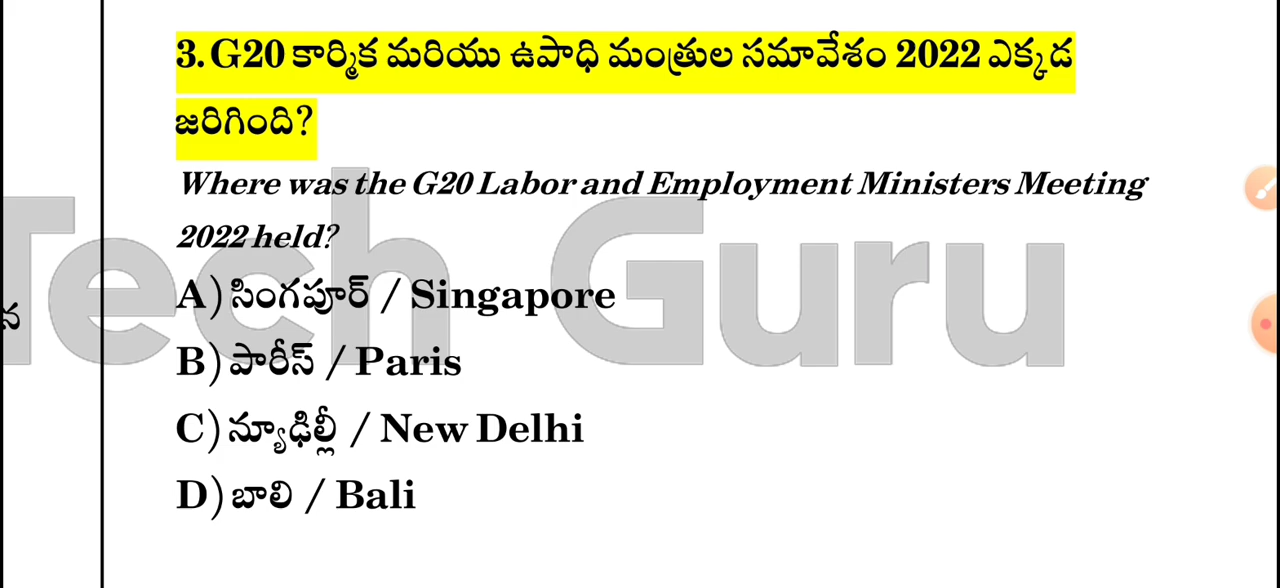 3. G20 కార్మిక మరియు ఉపాధి మంత్రుల సమావేశం 2022 ఎక్కడ
జరిగింది?
Where was the G20 Labor and Employment Ministers Meeting
2022 held?
A) సింగపూర్ / Singapore
B) పారీస్ / Paris
C) న్యూఢిల్లీ / New Delhi
D) బాలి / Bali
Tech Guru
న